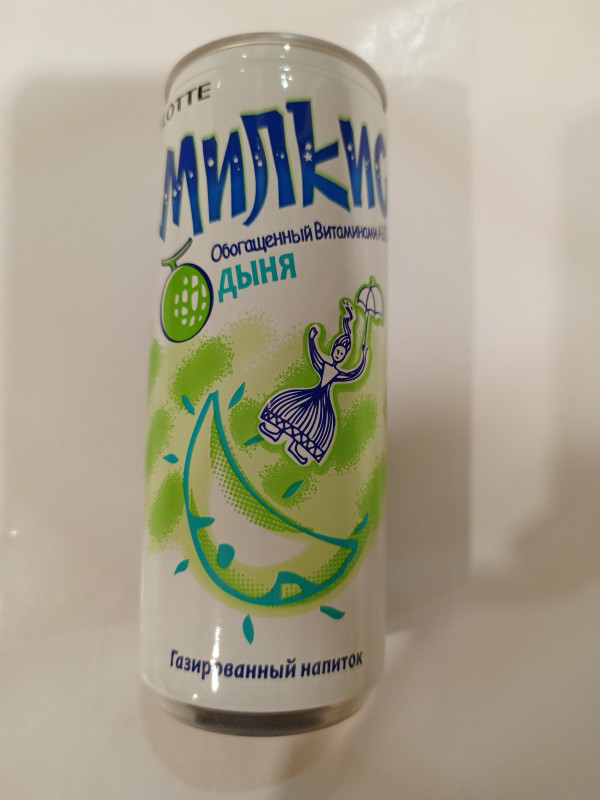 LOTTE
МИЛКИС
Обогащенный Витаминами
ДЫНЯ
Газированный напиток